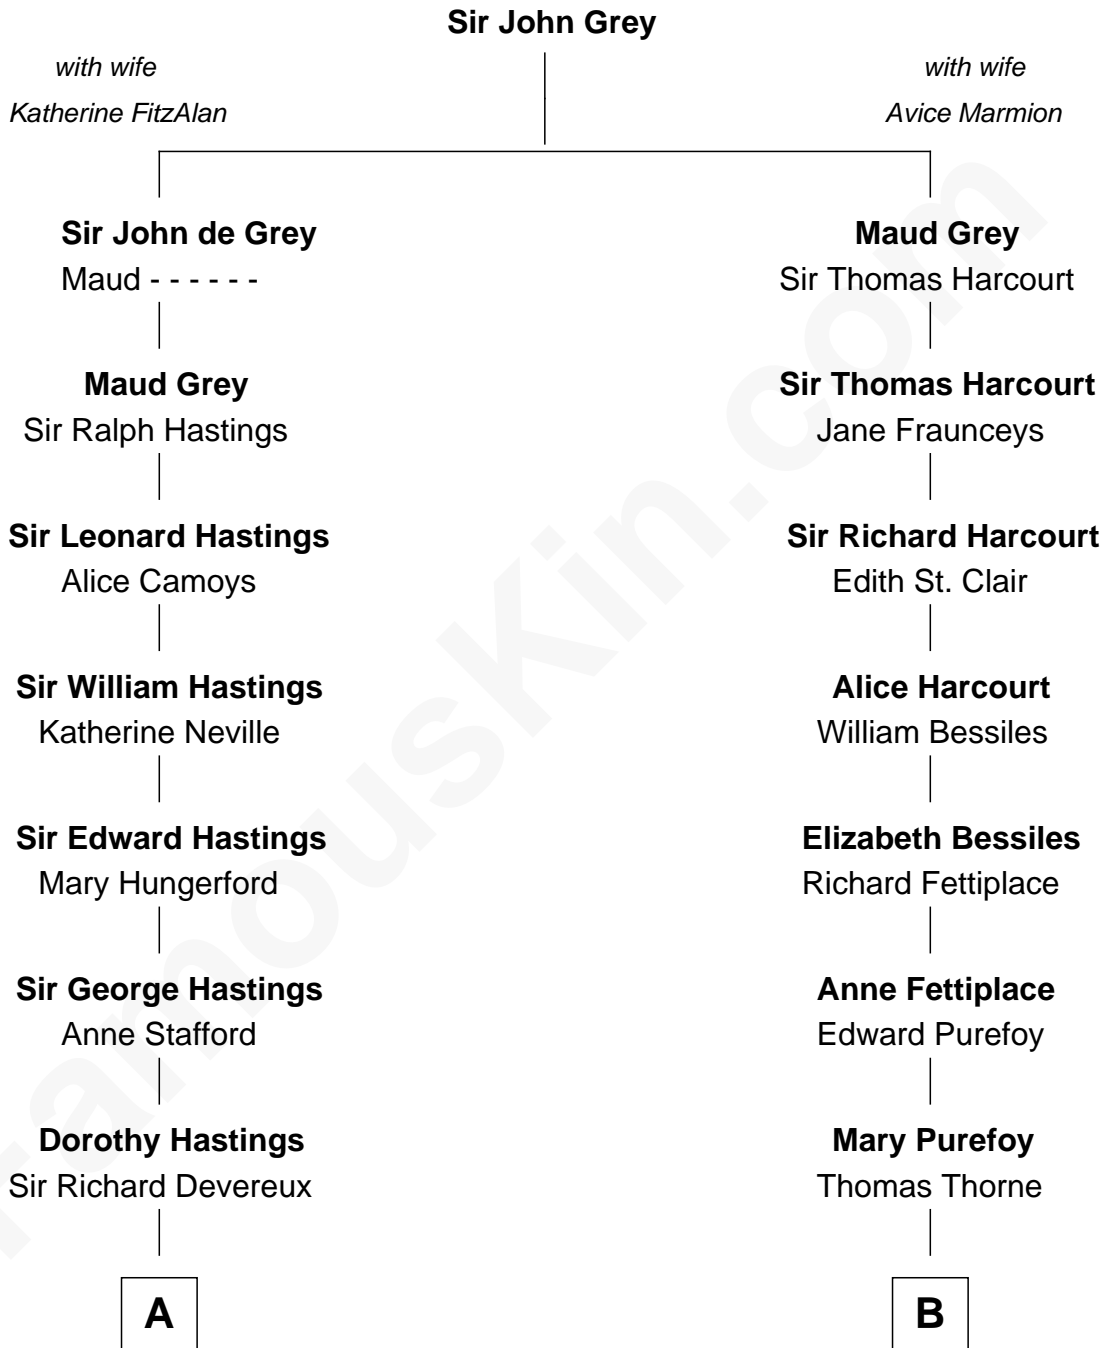 Sir John Grey
with wife
Katherine FitzAlan
with wife
Avice Marmion
Sir John de Grey
Maud - - - - - -
Maud Grey
Sir Thomas Harcourt
Maud Grey
Sir Ralph Hastings
Sir Thomas Harcourt
Jane Fraunceys
Sir Leonard Hastings
Alice Camoys
Sir Richard Harcourt
Edith St. Clair
Sir William Hastings
Katherine Neville
Alice Harcourt
William Bessiles
Sir Edward Hastings
Mary Hungerford
Elizabeth Bessiles
Richard Fettiplace
Sir George Hastings
Anne Stafford
Anne Fettiplace
Edward Purefoy
Dorothy Hastings
Sir Richard Devereux
Mary Purefoy
Thomas Thorne
A
B
FamousKin.com